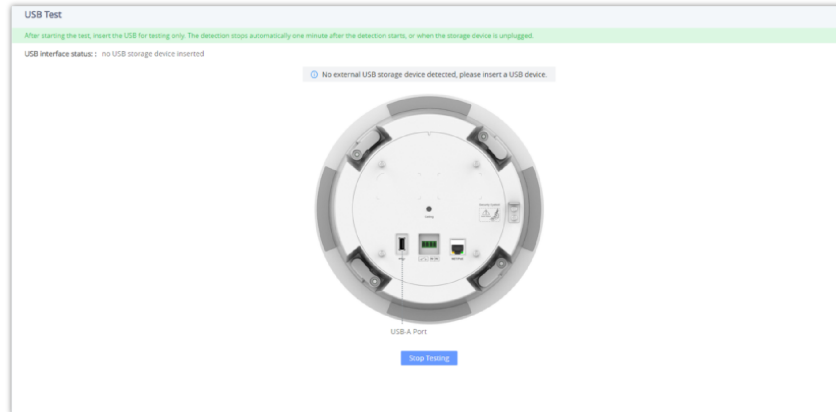 USB Test
After starting the test, insert the USB for testing only. The detection stops automatically one minute after the detection starts, or when the storage device is unplugged.
USB interface status: : no USB storage device inserted
No external USB storage device detected, please insert a USB device.
USB-A Port
Stop Testing